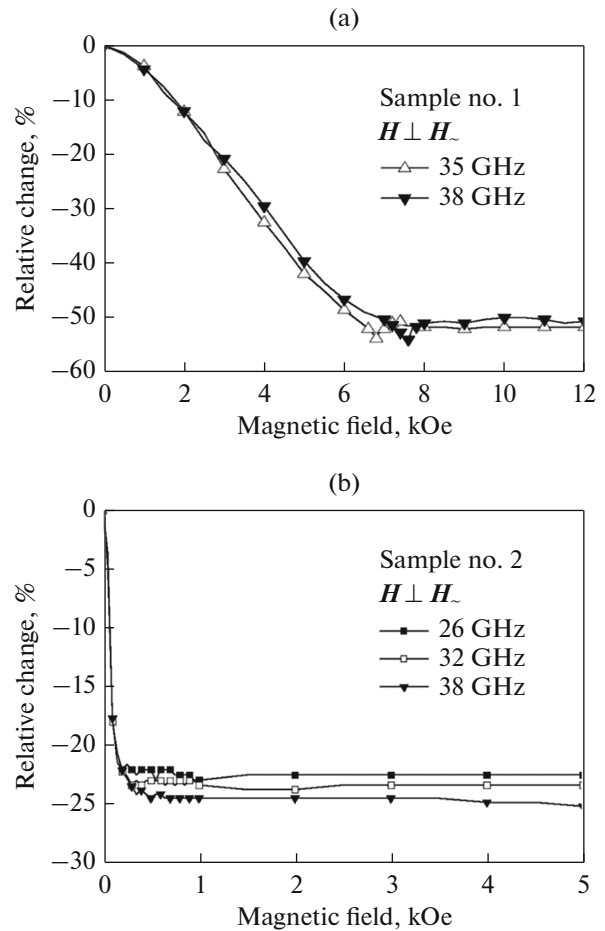 (a)
Relative change, %
0
−10
−20
−30
−40
−50
−60
Sample no. 1
H ⊥ H~
35 GHz
38 GHz
0 2 4 6 8 10 12
Magnetic field, kOe
(b)
Relative change, %
0
−5
−10
−15
−20
−25
−30
Sample no. 2
H ⊥ H~
26 GHz
32 GHz
38 GHz
0 1 2 3 4 5
Magnetic field, kOe